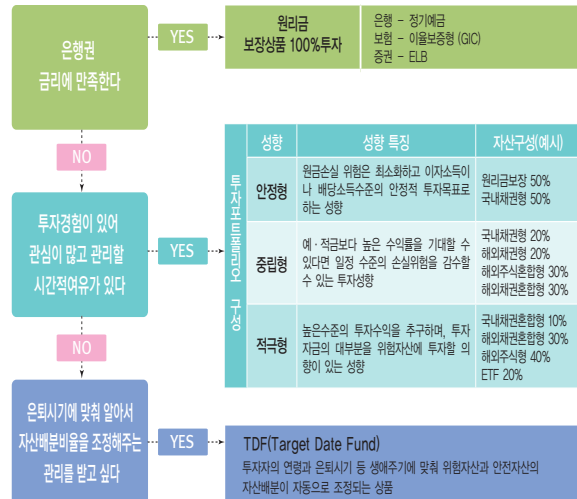 은행권
금리에 만족한다
YES
원리금
보장상품 100%투자
은행 - 정기예금
보험 - 이율보증형 (GIC)
증권 - ELB
NO
투자경험이 있어
관심이 많고 관리할
시간적여유가 있다
YES
투자포트폴리오 구성
성향
성향 특징
자산구성(예시)
안정형
원금손실 위험은 최소화하고 이자소득이
나 배당소득수준의 안정적 투자목표로
하는 성향
원리금보장 50%
국내채권형 50%
중립형
예·적금보다 높은 수익률을 기대할 수
있다면 일정 수준의 손실위험을 감수할
수 있는 투자성향
국내채권형 20%
해외채권형 20%
해외주식혼합형 30%
해외채권혼합형 30%
적극형
높은수준의 투자수익을 추구하며, 투자
자금의 대부분을 위험자산에 투자할 의
향이 있는 성향
국내채권혼합형 10%
해외채권혼합형 30%
해외주식형 40%
ETF 20%
NO
은퇴시기에 맞춰 알아서
자산배분비율을 조정해주는
관리를 받고 싶다
YES
TDF(Target Date Fund)
투자자의 연령과 은퇴시기 등 생애주기에 맞춰 위험자산과 안전자산의
자산배분이 자동으로 조정되는 상품